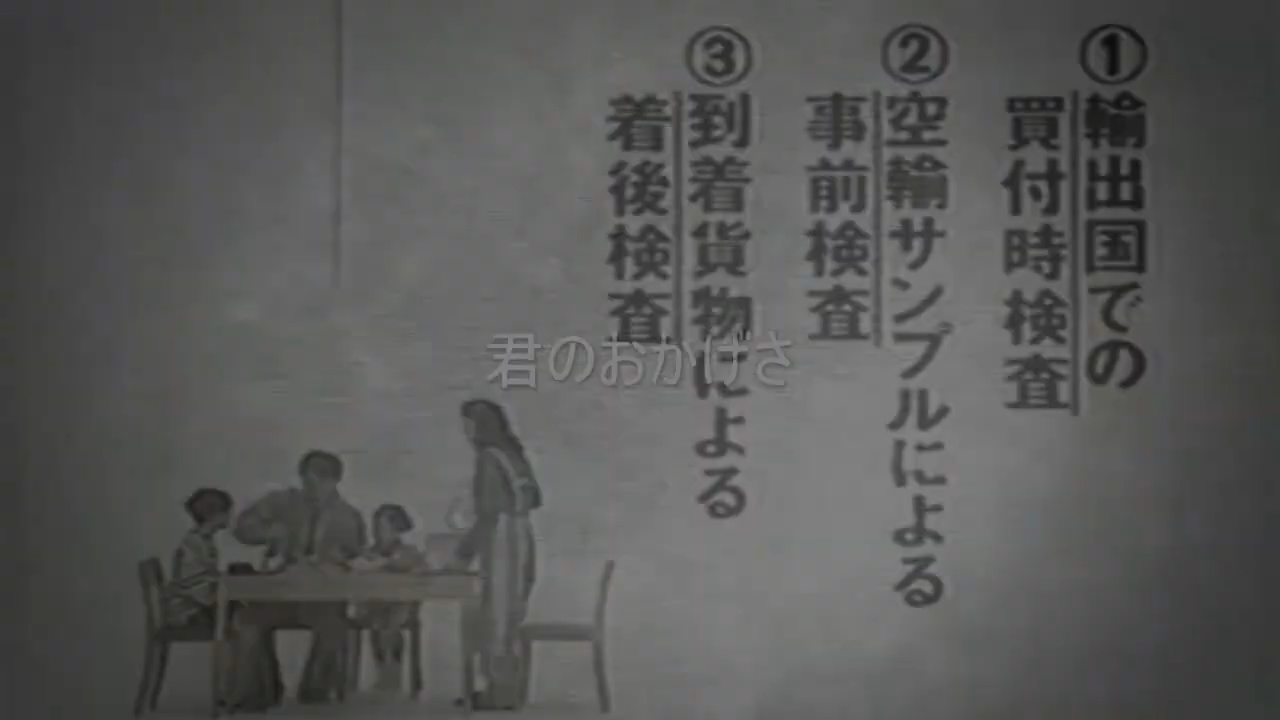 ①輸出国での
買付時検査
②空輸サンプルによる
事前検査
③到着貨物による
着後検査
君のおかげさ